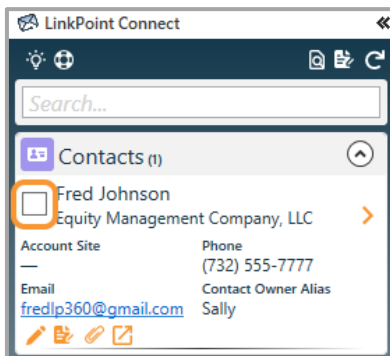 LinkPoint Connect
Search...
Contacts (1)
Fred Johnson
Equity Management Company, LLC
Account Site
Phone
—
(732) 555-7777
Email
Contact Owner Alias
fredlp360@gmail.com
Sally